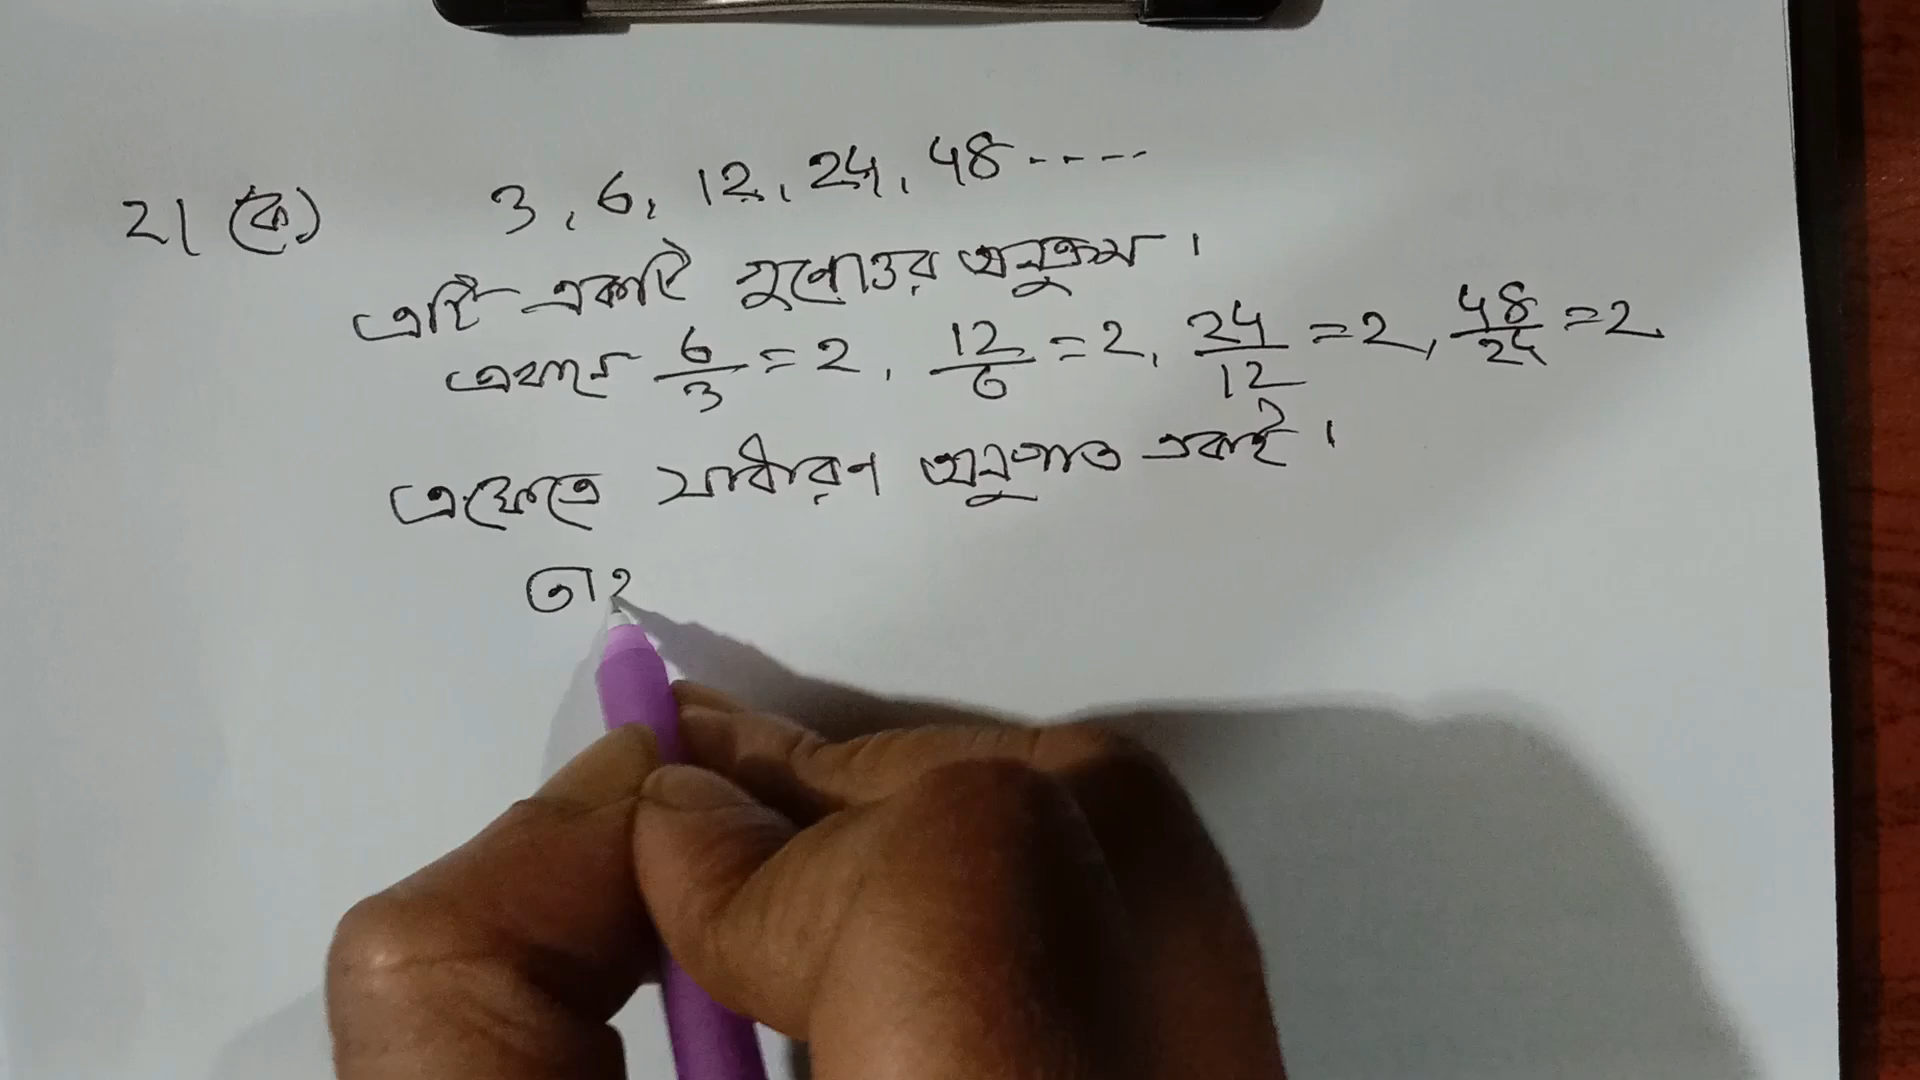 2। (ক) 3, 6, 12, 24, 48 ----
এটি একটি গুনোত্তর অনুক্রম।
এখানে 6/3 = 2, 12/6 = 2, 24/12 = 2, 48/24 = 2
এক্ষেত্রে সাধারণ অনুপাত একই।
তাই